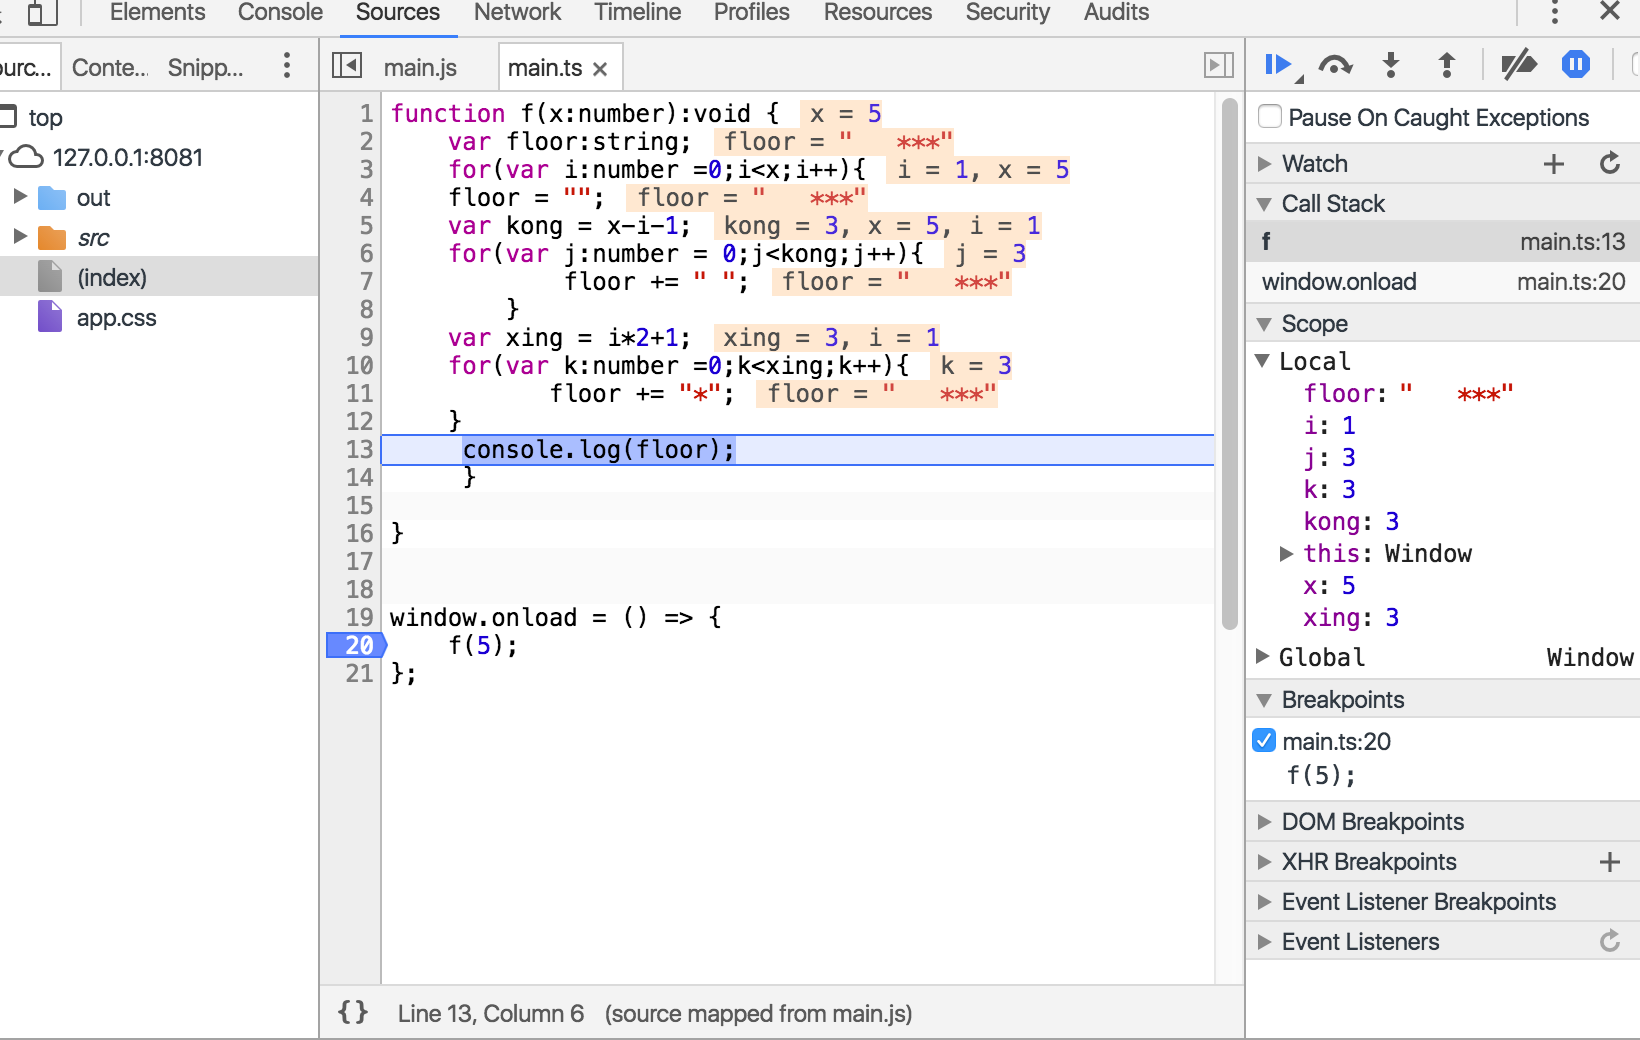 Elements Console Sources Network Timeline Profiles Resources Security Audits
ourc... Conte... Snipp...
main.js main.ts
top
127.0.0.1:8081
out
src
(index)
app.css
1 function f(x:number):void { x = 5
2 var floor:string; floor = "   ***"
3 for(var i:number =0;i<x;i++){ i = 1, x = 5
4 floor = ""; floor = "   ***"
5 var kong = x-i-1; kong = 3, x = 5, i = 1
6 for(var j:number = 0;j<kong;j++){ j = 3
7 floor += " "; floor = "   ***"
8 }
9 var xing = i*2+1; xing = 3, i = 1
10 for(var k:number =0;k<xing;k++){ k = 3
11 floor += "*"; floor = "   ***"
12 }
13 console.log(floor);
14 }
15
16 }
17
18
19 window.onload = () => {
20 f(5);
21 };
{} Line 13, Column 6 (source mapped from main.js)
Pause On Caught Exceptions
Watch
Call Stack
f main.ts:13
window.onload main.ts:20
Scope
Local
floor: "   ***"
i: 1
j: 3
k: 3
kong: 3
this: Window
x: 5
xing: 3
Global Window
Breakpoints
main.ts:20
f(5);
DOM Breakpoints
XHR Breakpoints
Event Listener Breakpoints
Event Listeners